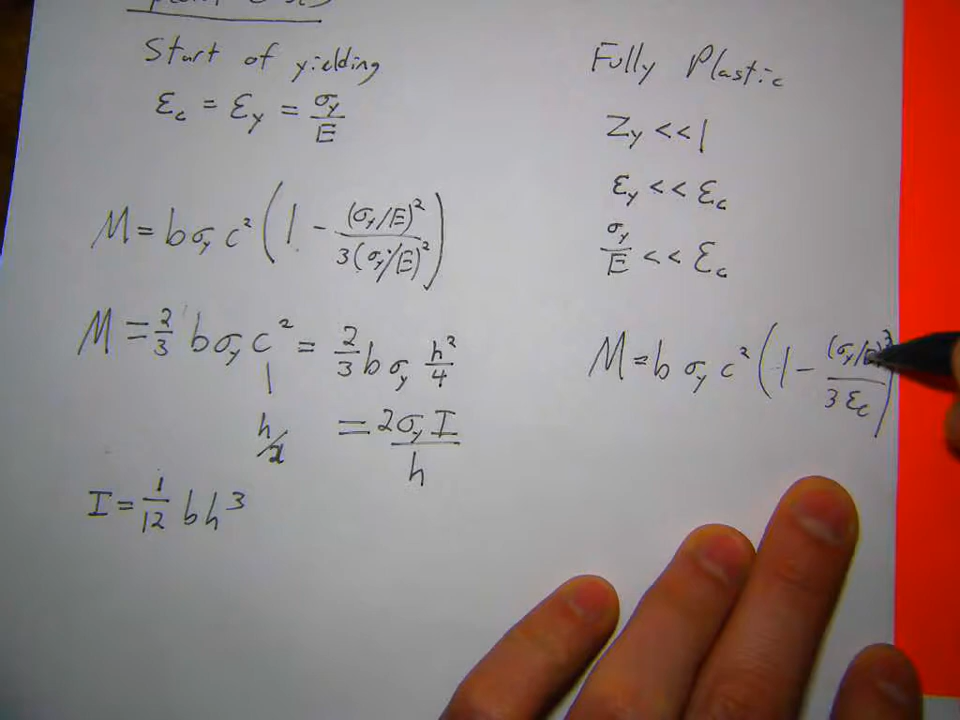 Start of yielding
ε_c = ε_y = σ_y/E
M = bσ_y c² (1 - (σ_y/E)²/3(σ_y/E)²)
M = 2/3 bσ_y c² = 2/3 bσ_y h²/4
h/2
= 2σ_y I/h
I = 1/12 bh³
Fully Plastic
Z_y << 1
ε_y << ε_c
σ_y/E << ε_c
M = b σ_y c² (1 - (σ_y/E)²/3ε_c)